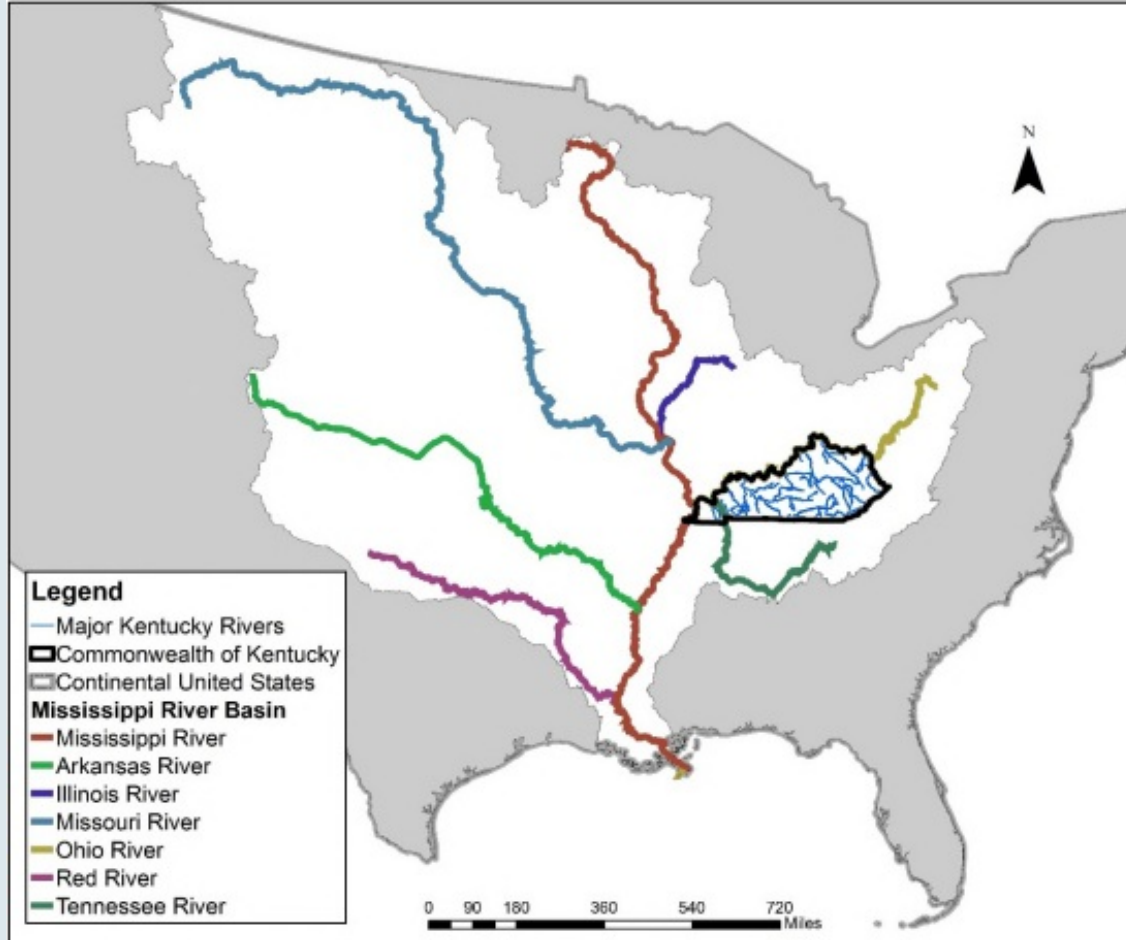 N
Legend
Major Kentucky Rivers
Commonwealth of Kentucky
Continental United States
Mississippi River Basin
Mississippi River
Arkansas River
Illinois River
Missouri River
Ohio River
Red River
Tennessee River
0 90 180 360 540 720
Miles